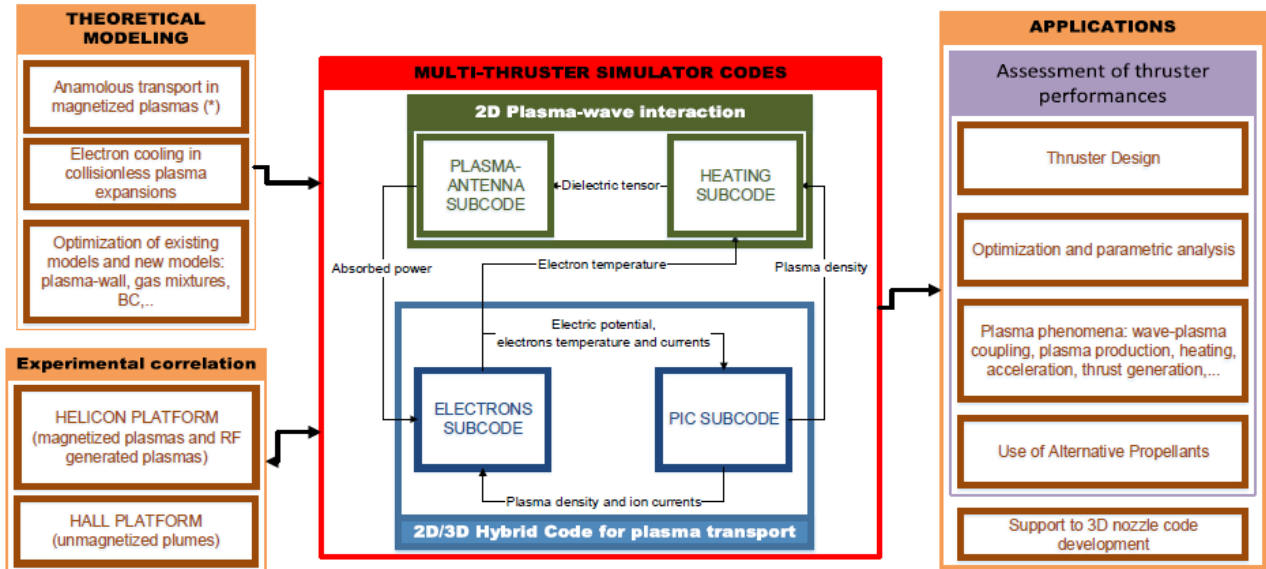 THEORETICAL
MODELING
Anamolous transport in
magnetized plasmas (*)
Electron cooling in
collisionless plasma
expansions
Optimization of existing
models and new models:
plasma-wall, gas mixtures,
BC,..
Experimental correlation
HELICON PLATFORM
(magnetized plasmas and RF
generated plasmas)
HALL PLATFORM
(unmagnetized plumes)
MULTI-THRUSTER SIMULATOR CODES
2D Plasma-wave interaction
PLASMA-
ANTENNA
SUBCODE
Dielectric tensor
HEATING
SUBCODE
Absorbed power
Electron temperature
Plasma density
Electric potential,
electrons temperature and currents
ELECTRONS
SUBCODE
PIC SUBCODE
Plasma density and ion currents
2D/3D Hybrid Code for plasma transport
APPLICATIONS
Assessment of thruster
performances
Thruster Design
Optimization and parametric analysis
Plasma phenomena: wave-plasma
coupling, plasma production, heating,
acceleration, thrust generation,...
Use of Alternative Propellants
Support to 3D nozzle code
development